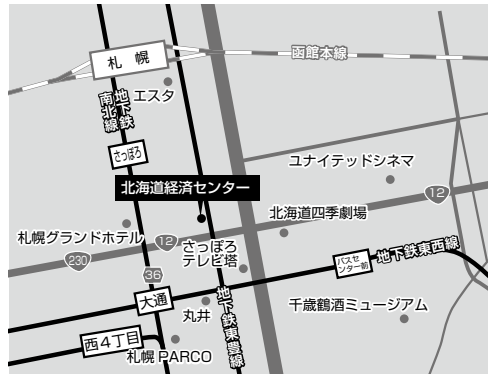 札幌
函館本線
エスタ
地下鉄
南北線
さっぽろ
ユナイテッドシネマ
北海道経済センター
12
北海道四季劇場
札幌グランドホテル
12
さっぽろ
テレビ塔
地下鉄東西線
230
バスセ
ンター前
36
大通
地下鉄東豊線
千歳鶴酒ミュージアム
丸井
西4丁目
札幌PARCO